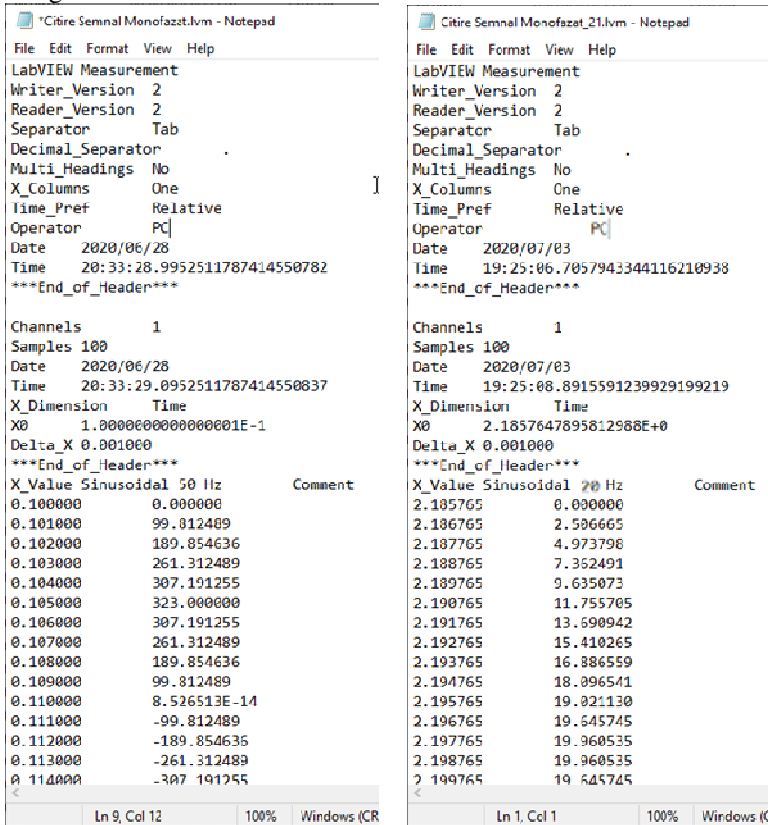 *Citire Semnal Monofazat.lvm - Notepad
File Edit Format View Help
LabVIEW Measurement
Writer_Version 2
Reader_Version 2
Separator Tab
Decimal_Separator .
Multi_Headings No
X_Columns One
Time_Pref Relative
Operator PC
Date 2020/06/28
Time 20:33:28.9952511787414550782
***End_of_Header***
Channels 1
Samples 100
Date 2020/06/28
Time 20:33:29.0952511787414550837
X_Dimension Time
X0 1.0000000000000001E-1
Delta_X 0.001000
***End_of_Header***
X_Value Sinusoidal 50 Hz Comment
0.100000 0.000000
0.101000 99.812489
0.102000 189.854636
0.103000 261.312489
0.104000 307.191255
0.105000 323.000000
0.106000 307.191255
0.107000 261.312489
0.108000 189.854636
0.109000 99.812489
0.110000 8.526513E-14
0.111000 -99.812489
0.112000 -189.854636
0.113000 -261.312489
0.114000 -307.191255
Ln 9, Col 12 100% Windows (CR
Citire Semnal Monofazat_21.lvm - Notepad
File Edit Format View Help
LabVIEW Measurement
Writer_Version 2
Reader_Version 2
Separator Tab
Decimal_Separator .
Multi_Headings No
X_Columns One
Time_Pref Relative
Operator PC
Date 2020/07/03
Time 19:25:06.7057943344116210938
***End_of_Header***
Channels 1
Samples 100
Date 2020/07/03
Time 19:25:08.8915591239929199219
X_Dimension Time
X0 2.1857647895812988E+0
Delta_X 0.001000
***End_of_Header***
X_Value Sinusoidal 20 Hz Comment
2.185765 0.000000
2.186765 2.506665
2.187765 4.973798
2.188765 7.362491
2.189765 9.635073
2.190765 11.755705
2.191765 13.690942
2.192765 15.410265
2.193765 16.886559
2.194765 18.096541
2.195765 19.021130
2.196765 19.645745
2.197765 19.960535
2.198765 19.960535
2.199765 19.645745
Ln 1, Col 1 100% Windows (C